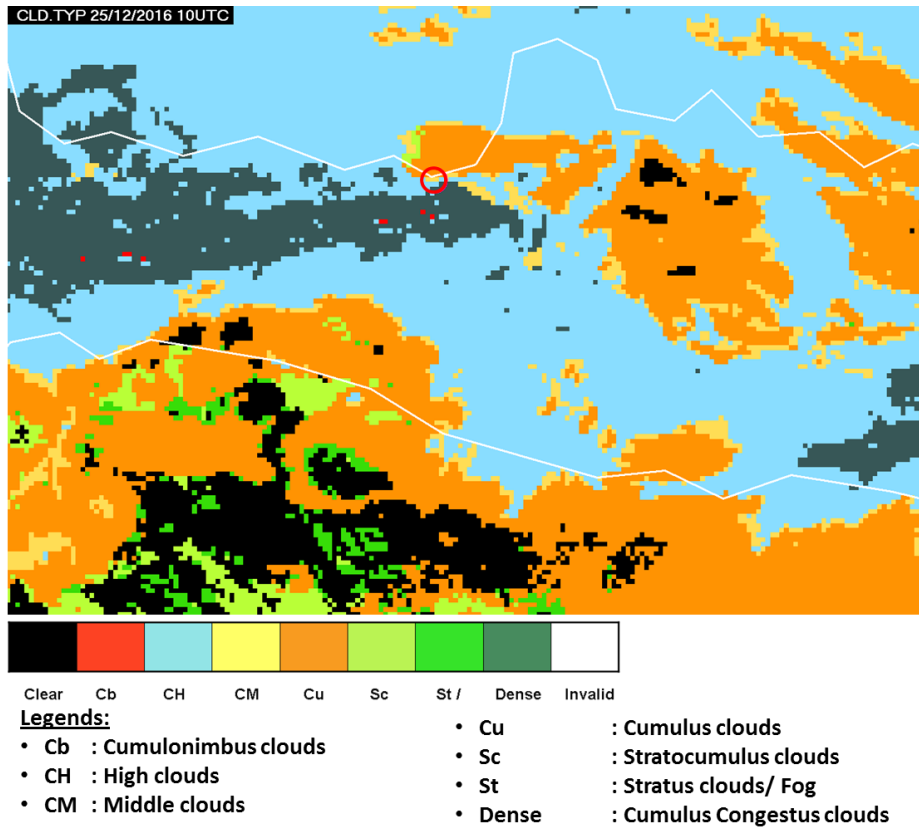 CLD.TYP 25/12/2016 10UTC
Clear Cb CH CM Cu Sc St / Dense Invalid
Legends:
• Cb : Cumulonimbus clouds
• CH : High clouds
• CM : Middle clouds
• Cu : Cumulus clouds
• Sc : Stratocumulus clouds
• St : Stratus clouds/ Fog
• Dense : Cumulus Congestus clouds